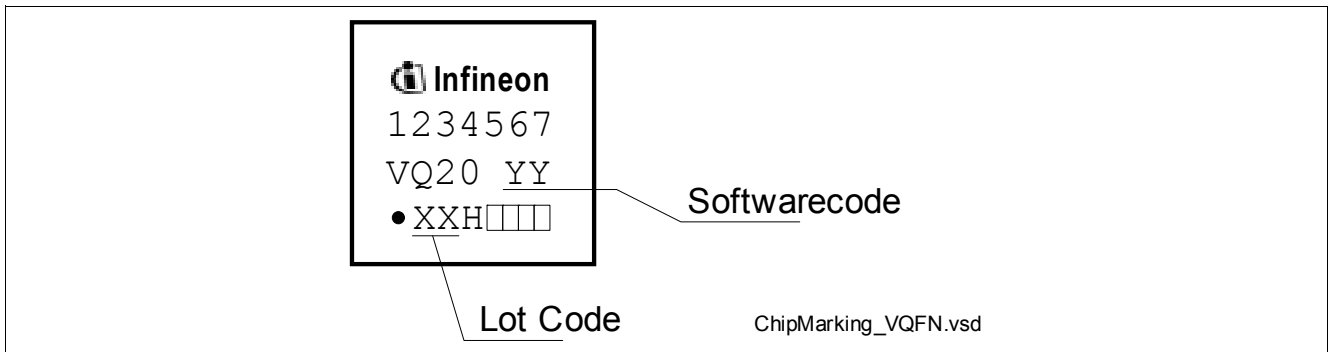 Infineon
1234567
VQ20 YY
●XXH□□□□
Softwarecode
Lot Code
ChipMarking_VQFN.vsd